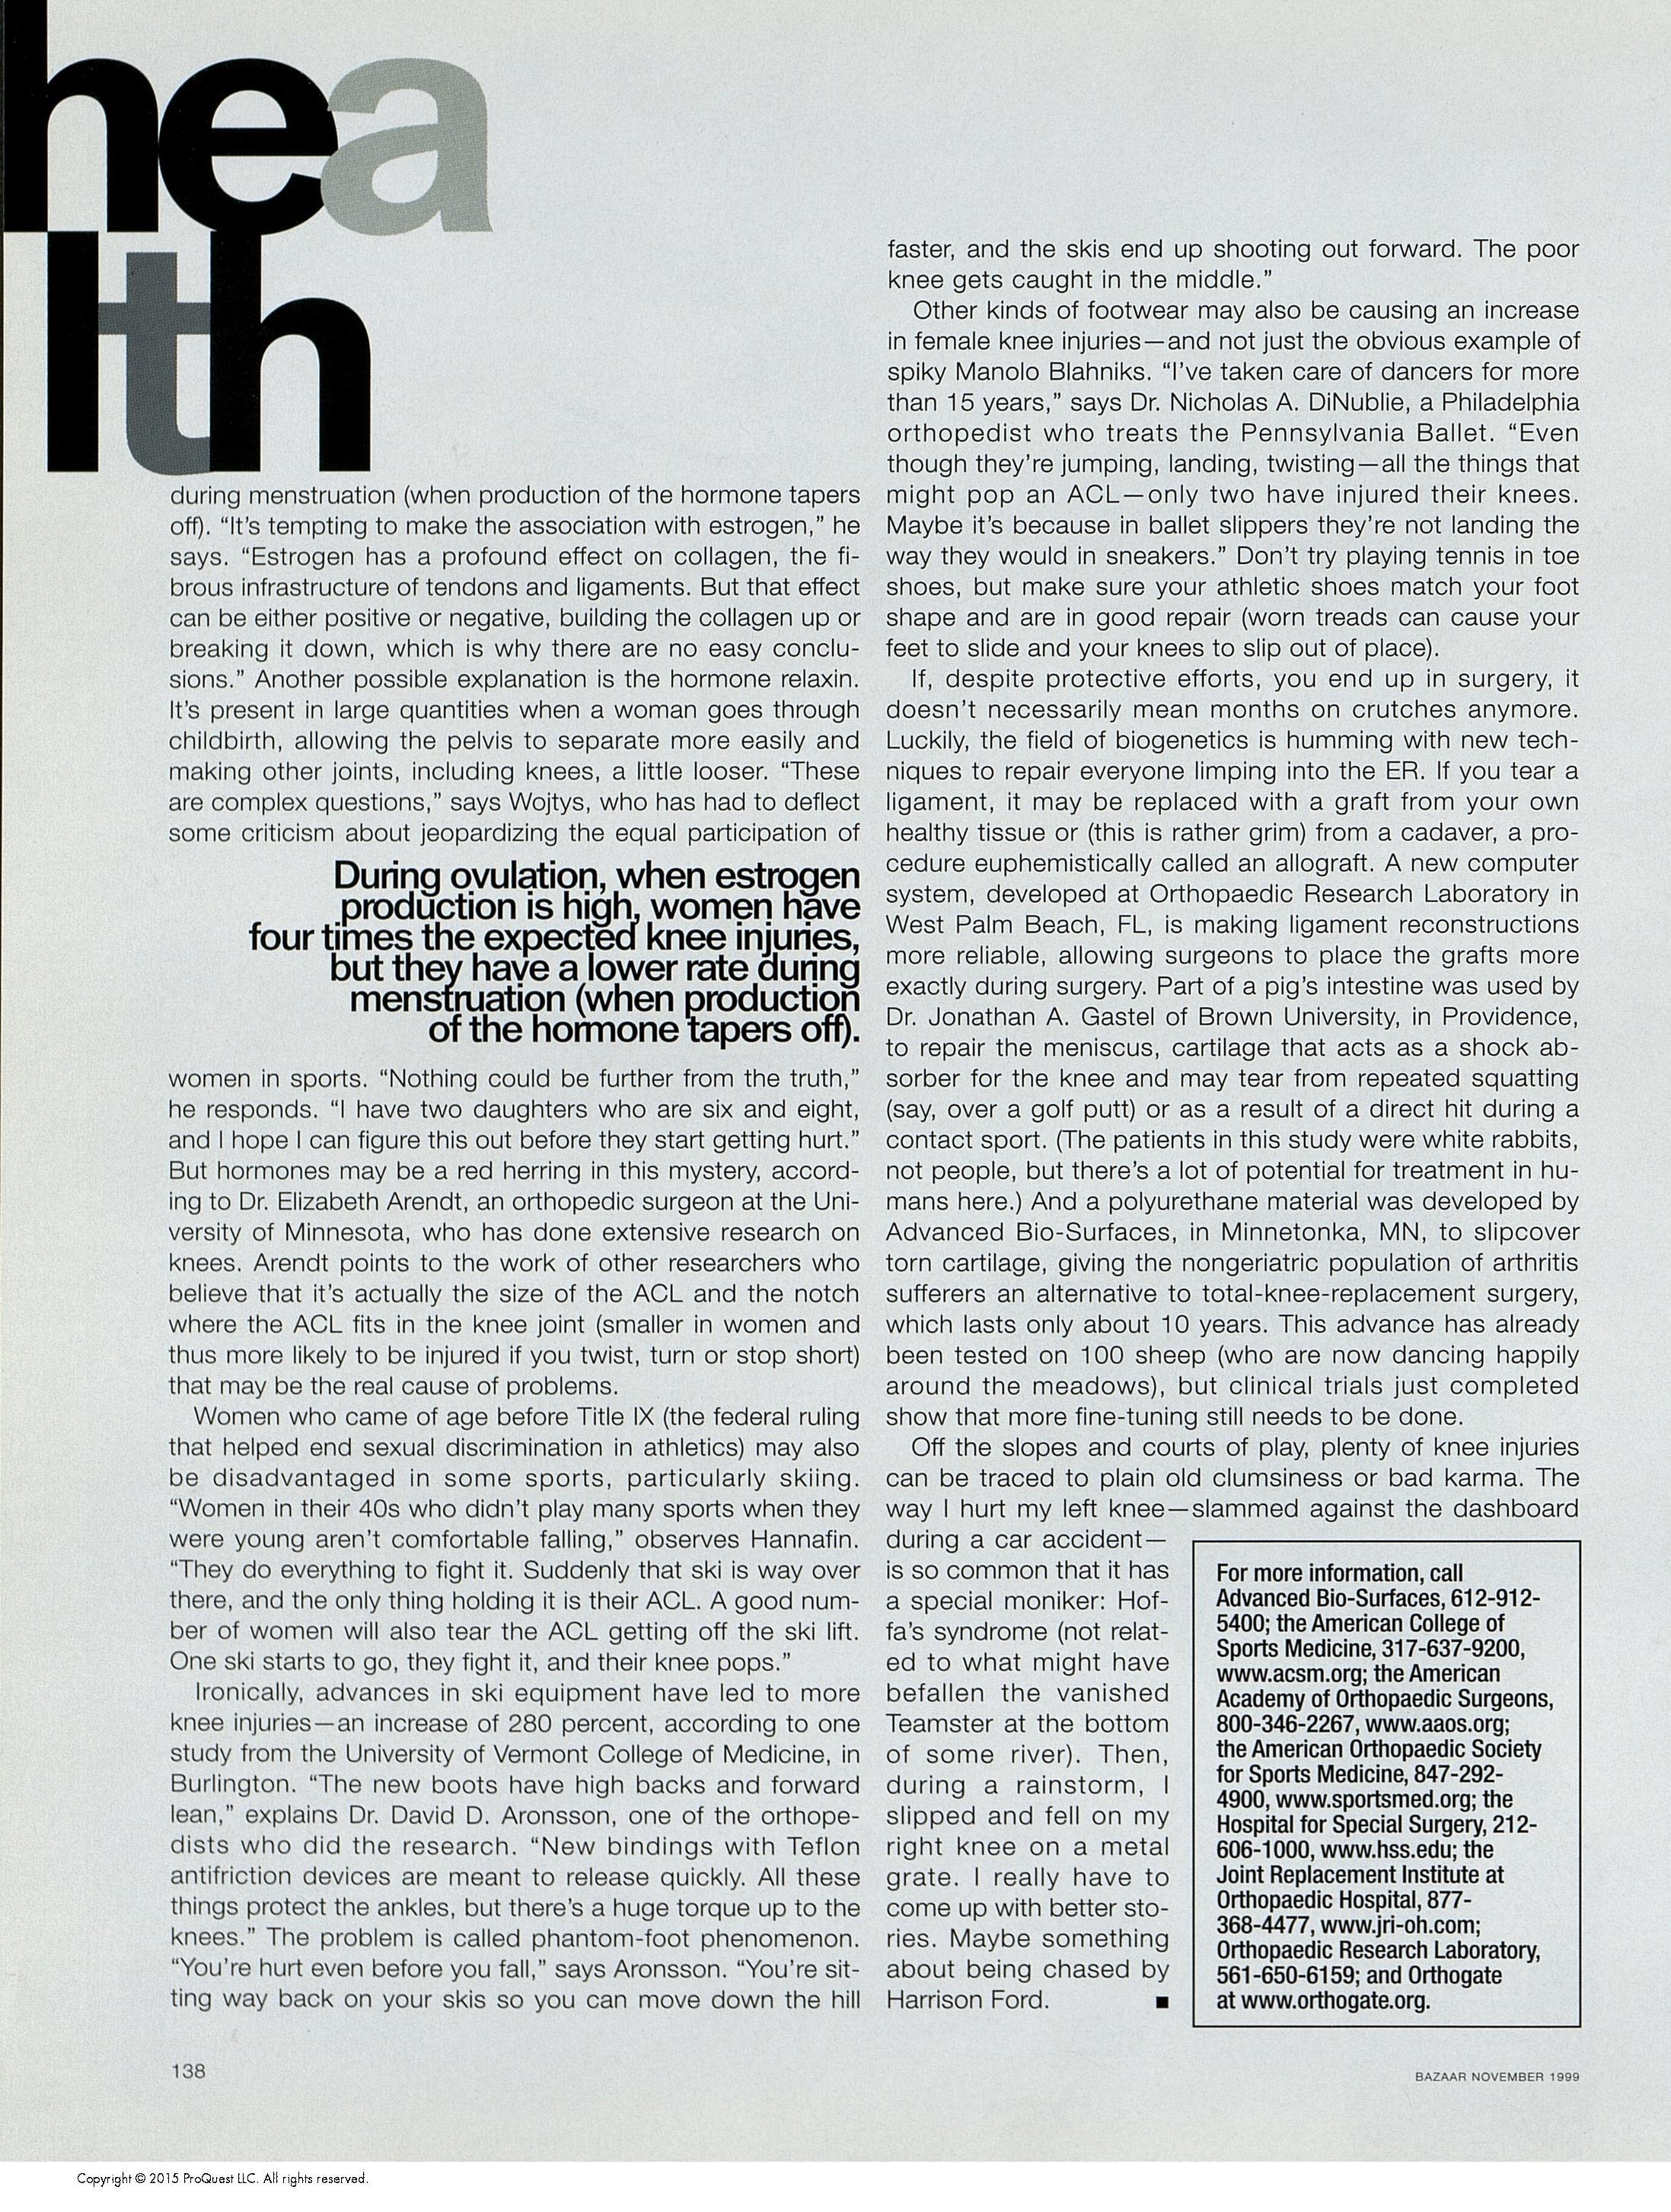 hea
lth
during menstruation (when production of the hormone tapers
off). “It’s tempting to make the association with estrogen,” he
says. “Estrogen has a profound effect on collagen, the fi-
brous infrastructure of tendons and ligaments. But that effect
can be either positive or negative, building the collagen up or
breaking it down, which is why there are no easy conclu-
sions.” Another possible explanation is the hormone relaxin.
It’s present in large quantities when a woman goes through
childbirth, allowing the pelvis to separate more easily and
making other joints, including knees, a little looser. “These
are complex questions,” says Wojtys, who has had to deflect
some criticism about jeopardizing the equal participation of
During ovulation, when estrogen
production is high, women have
four times the expected knee injuries,
but they have a lower rate during
menstruation (when production
of the hormone tapers off).
women in sports. “Nothing could be further from the truth,”
he responds. “I have two daughters who are six and eight,
and I hope I can figure this out before they start getting hurt.”
But hormones may be a red herring in this mystery, accord-
ing to Dr. Elizabeth Arendt, an orthopedic surgeon at the Uni-
versity of Minnesota, who has done extensive research on
knees. Arendt points to the work of other researchers who
believe that it’s actually the size of the ACL and the notch
where the ACL fits in the knee joint (smaller in women and
thus more likely to be injured if you twist, turn or stop short)
that may be the real cause of problems.
Women who came of age before Title IX (the federal ruling
that helped end sexual discrimination in athletics) may also
be disadvantaged in some sports, particularly skiing.
“Women in their 40s who didn’t play many sports when they
were young aren’t comfortable falling,” observes Hannafin.
“They do everything to fight it. Suddenly that ski is way over
there, and the only thing holding it is their ACL. A good num-
ber of women will also tear the ACL getting off the ski lift.
One ski starts to go, they fight it, and their knee pops.”
Ironically, advances in ski equipment have led to more
knee injuries—an increase of 280 percent, according to one
study from the University of Vermont College of Medicine, in
Burlington. “The new boots have high backs and forward
lean,” explains Dr. David D. Aronsson, one of the orthope-
dists who did the research. “New bindings with Teflon
antifriction devices are meant to release quickly. All these
things protect the ankles, but there’s a huge torque up to the
knees.” The problem is called phantom-foot phenomenon.
“You’re hurt even before you fall,” says Aronsson. “You’re sit-
ting way back on your skis so you can move down the hill
faster, and the skis end up shooting out forward. The poor
knee gets caught in the middle.”
Other kinds of footwear may also be causing an increase
in female knee injuries—and not just the obvious example of
spiky Manolo Blahniks. “I’ve taken care of dancers for more
than 15 years,” says Dr. Nicholas A. DiNublie, a Philadelphia
orthopedist who treats the Pennsylvania Ballet. “Even
though they’re jumping, landing, twisting—all the things that
might pop an ACL—only two have injured their knees.
Maybe it’s because in ballet slippers they’re not landing the
way they would in sneakers.” Don’t try playing tennis in toe
shoes, but make sure your athletic shoes match your foot
shape and are in good repair (worn treads can cause your
feet to slide and your knees to slip out of place).
If, despite protective efforts, you end up in surgery, it
doesn’t necessarily mean months on crutches anymore.
Luckily, the field of biogenetics is humming with new tech-
niques to repair everyone limping into the ER. If you tear a
ligament, it may be replaced with a graft from your own
healthy tissue or (this is rather grim) from a cadaver, a pro-
cedure euphemistically called an allograft. A new computer
system, developed at Orthopaedic Research Laboratory in
West Palm Beach, FL, is making ligament reconstructions
more reliable, allowing surgeons to place the grafts more
exactly during surgery. Part of a pig’s intestine was used by
Dr. Jonathan A. Gastel of Brown University, in Providence,
to repair the meniscus, cartilage that acts as a shock ab-
sorber for the knee and may tear from repeated squatting
(say, over a golf putt) or as a result of a direct hit during a
contact sport. (The patients in this study were white rabbits,
not people, but there’s a lot of potential for treatment in hu-
mans here.) And a polyurethane material was developed by
Advanced Bio-Surfaces, in Minnetonka, MN, to slipcover
torn cartilage, giving the nongeriatric population of arthritis
sufferers an alternative to total-knee-replacement surgery,
which lasts only about 10 years. This advance has already
been tested on 100 sheep (who are now dancing happily
around the meadows), but clinical trials just completed
show that more fine-tuning still needs to be done.
Off the slopes and courts of play, plenty of knee injuries
can be traced to plain old clumsiness or bad karma. The
way I hurt my left knee—slammed against the dashboard
during a car accident—
is so common that it has
a special moniker: Hof-
fa’s syndrome (not relat-
ed to what might have
befallen the vanished
Teamster at the bottom
of some river). Then,
during a rainstorm, I
slipped and fell on my
right knee on a metal
grate. I really have to
come up with better sto-
ries. Maybe something
about being chased by
Harrison Ford. ■
For more information, call
Advanced Bio-Surfaces, 612-912-
5400; the American College of
Sports Medicine, 317-637-9200,
www.acsm.org; the American
Academy of Orthopaedic Surgeons,
800-346-2267, www.aaos.org;
the American Orthopaedic Society
for Sports Medicine, 847-292-
4900, www.sportsmed.org; the
Hospital for Special Surgery, 212-
606-1000, www.hss.edu; the
Joint Replacement Institute at
Orthopaedic Hospital, 877-
368-4477, www.jri-oh.com;
Orthopaedic Research Laboratory,
561-650-6159; and Orthogate
at www.orthogate.org.
138
BAZAAR NOVEMBER 1999
Copyright © 2015 ProQuest LLC. All rights reserved.